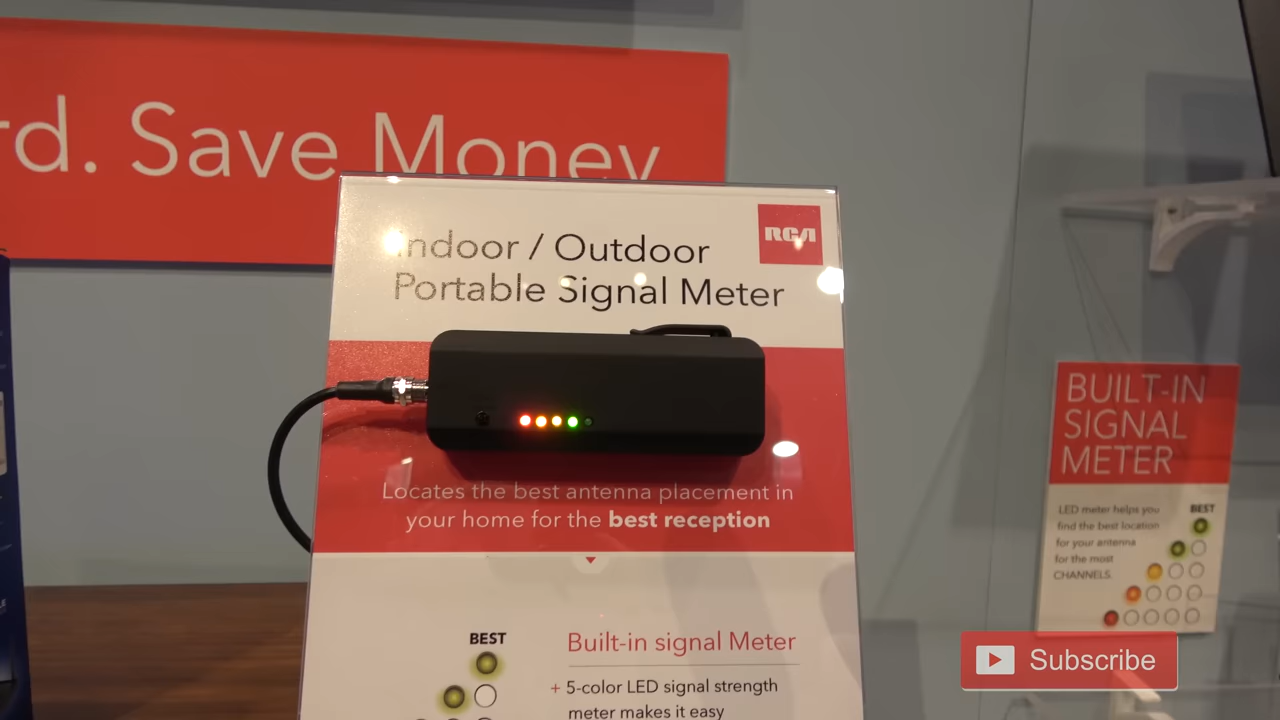 rd. Save Money
Indoor / Outdoor
Portable Signal Meter
RCA
Locates the best antenna placement in
your home for the best reception
BEST
Built-in signal Meter
+ 5-color LED signal strength
meter makes it easy
BUILT-IN
SIGNAL
METER
LED meter helps you
find the best location
for your antenna
for the most
CHANNELS.
BEST
Subscribe